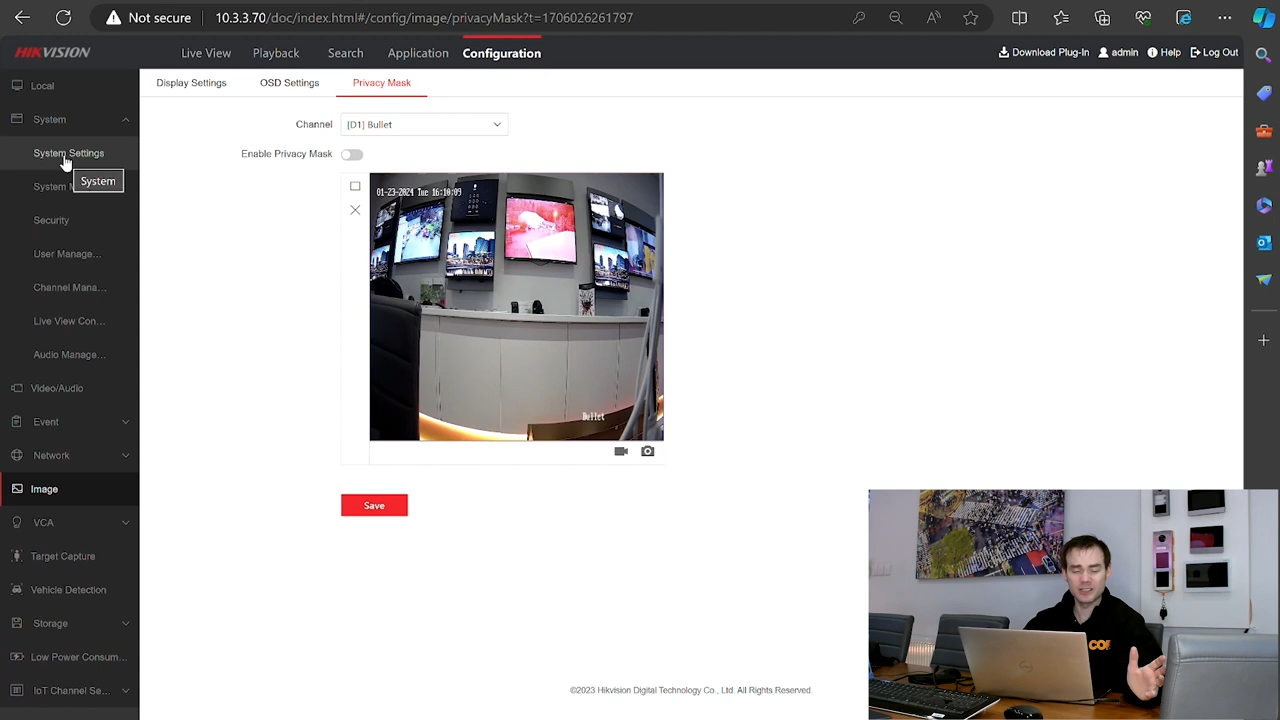 Not secure
10.3.3.70/doc/index.html#/config/image/privacyMask?t=1706026261797
HIKVISION
Live View
Playback
Search
Application
Configuration
Download Plug-In
admin
Help
Log Out
Local
System
System Settings
System M
System
Security
User Manage...
Channel Mana...
Live View Con...
Audio Manage...
Video/Audio
Event
Network
Image
VCA
Target Capture
Vehicle Detection
Storage
Low Power Consum...
IoT Channel Se...
Display Settings
OSD Settings
Privacy Mask
Channel
[D1] Bullet
Enable Privacy Mask
01-23-2024 Tue 16:10:09
Bullet
Save
©2023 Hikvision Digital Technology Co., Ltd. All Rights Reserved.